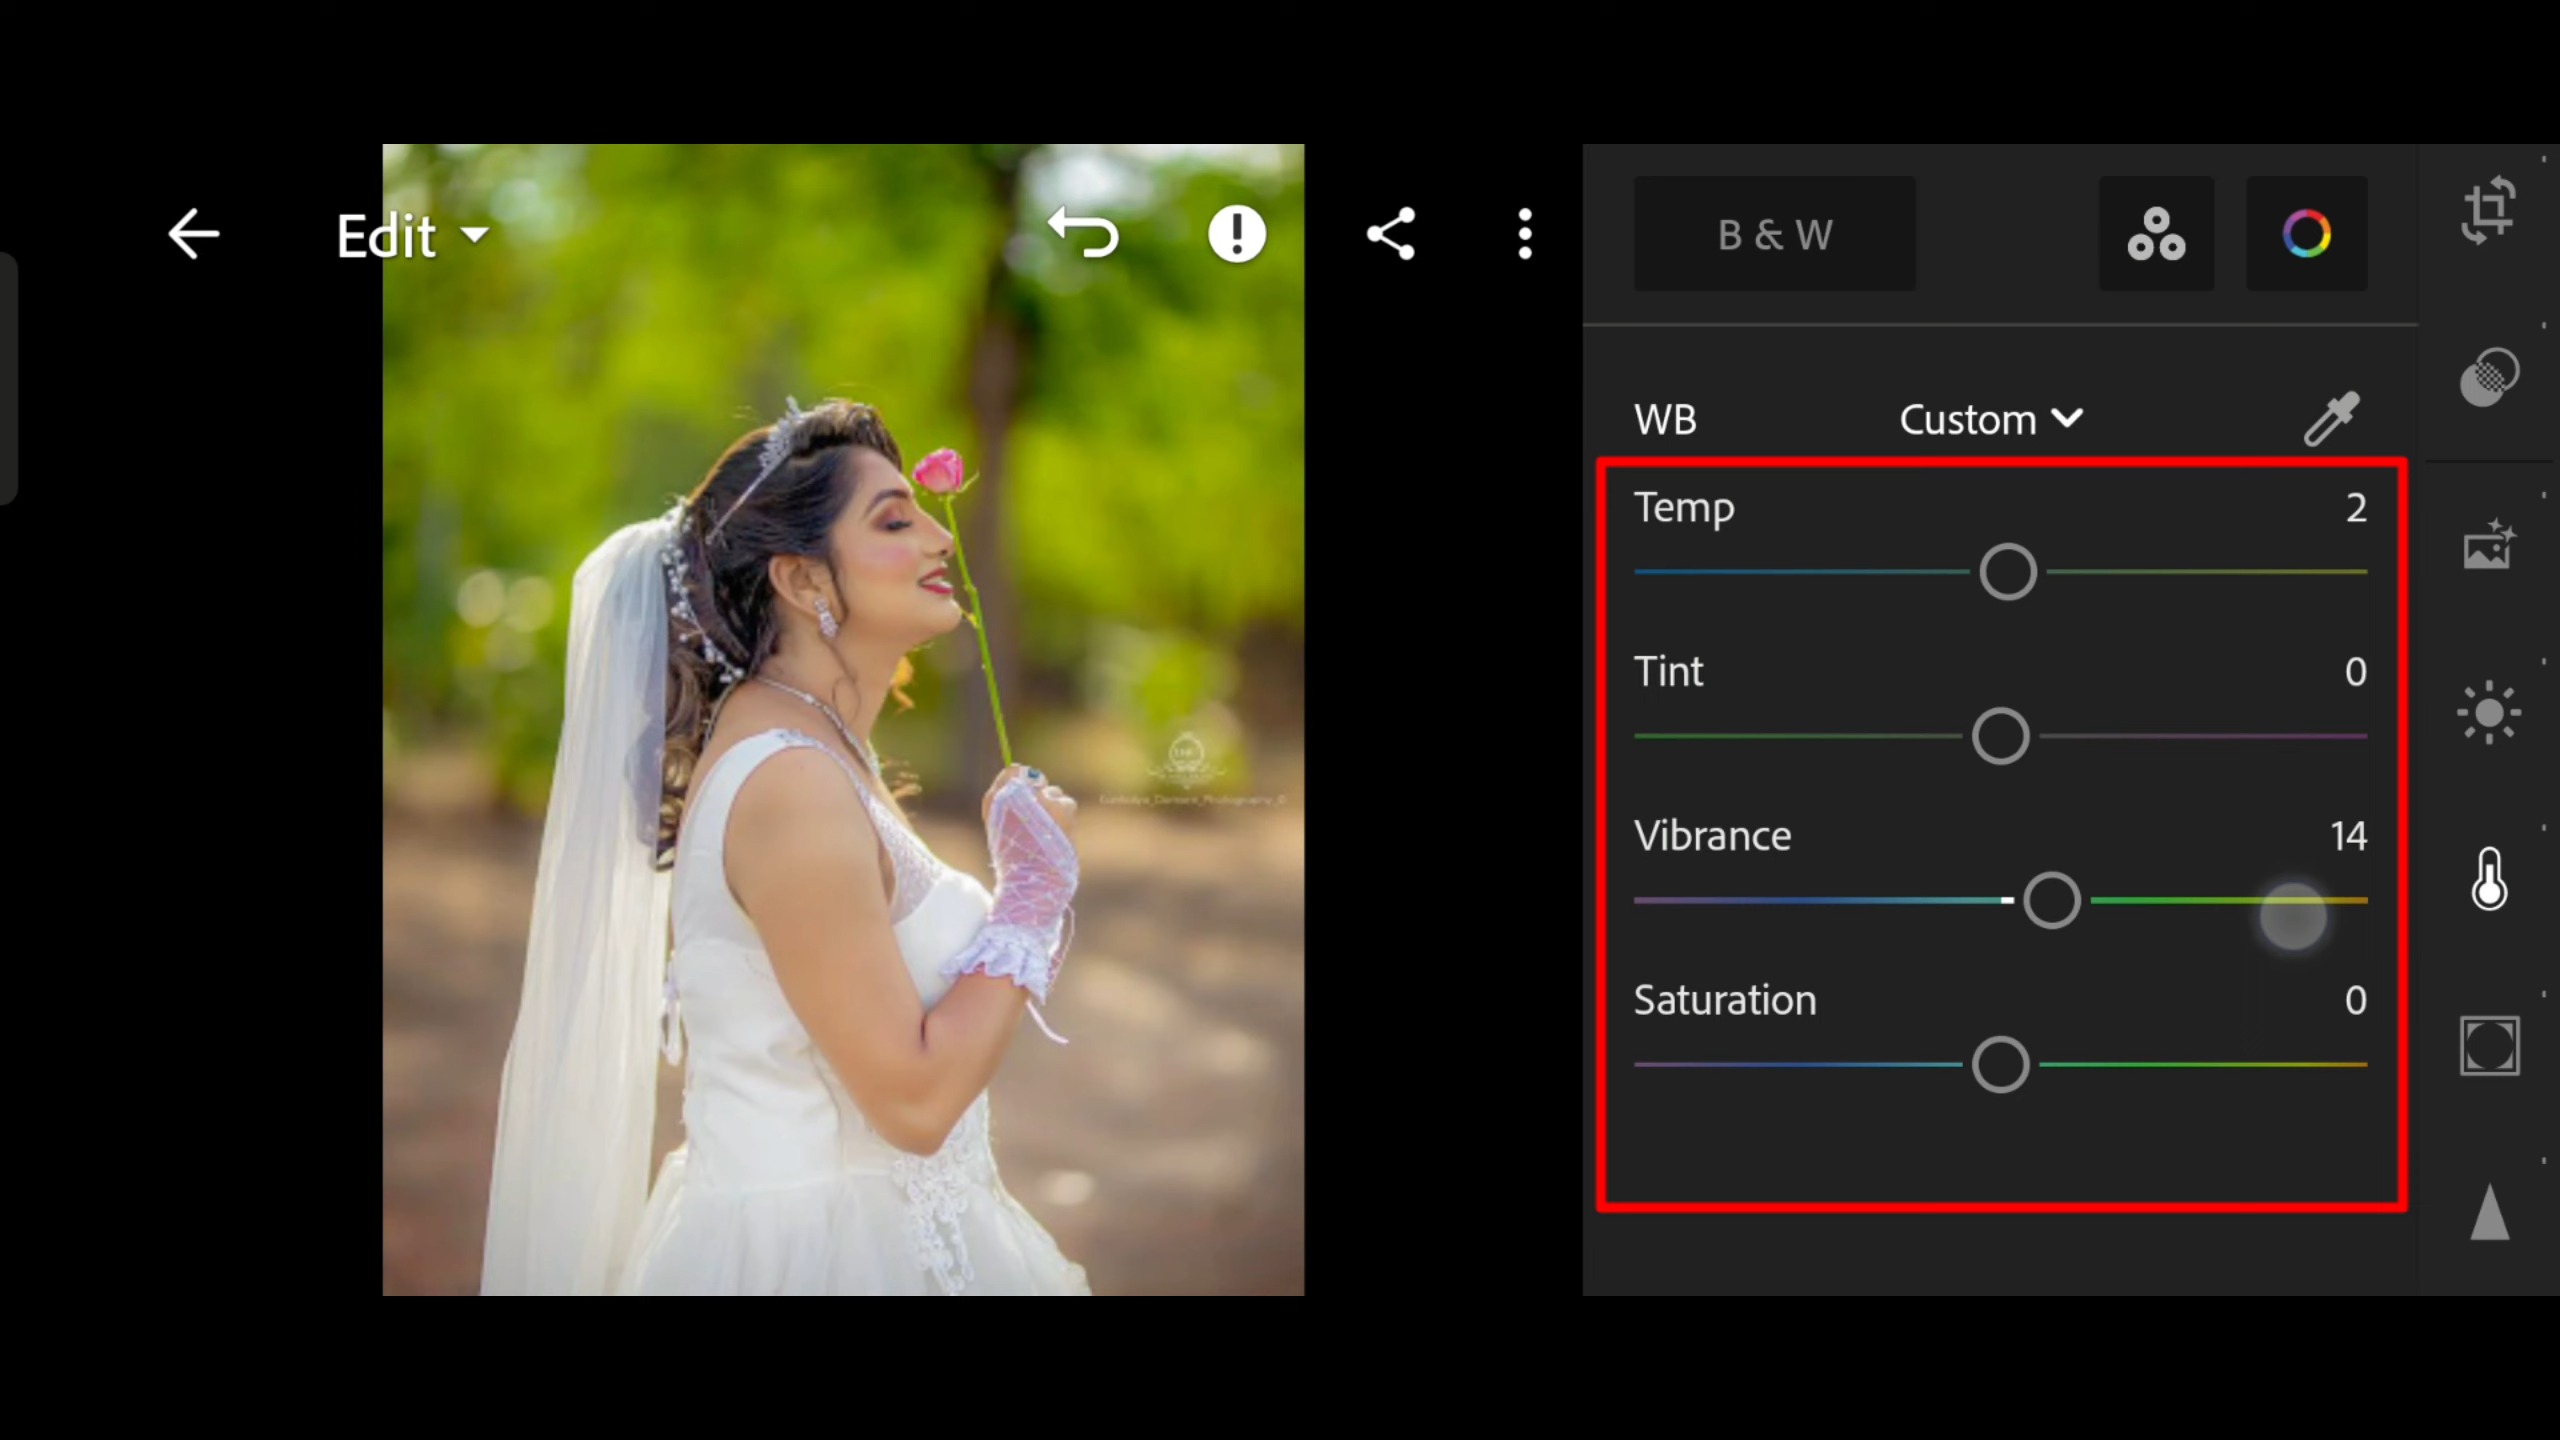 Edit
B & W
WB Custom
Temp 2
Tint 0
Vibrance 14
Saturation 0